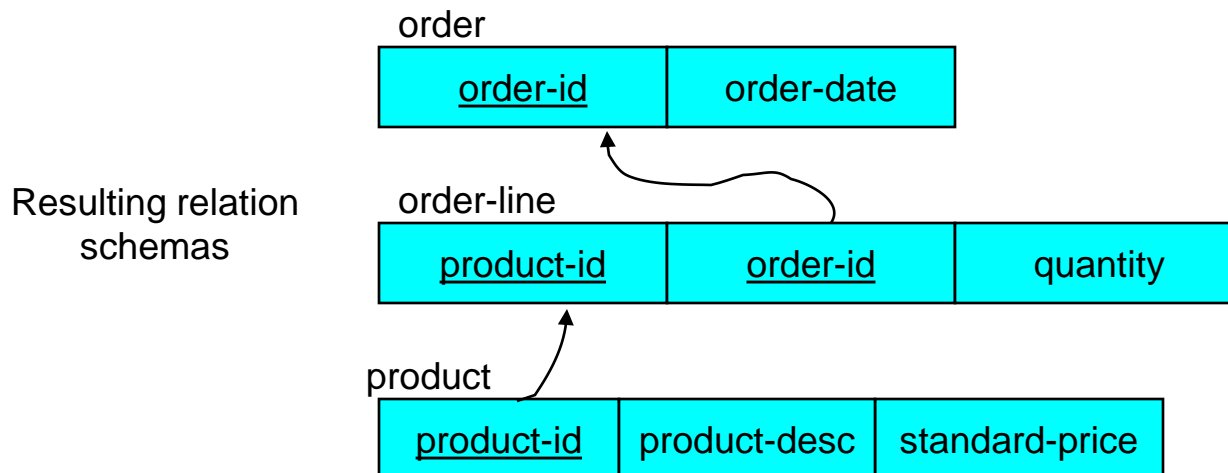 order
order-id order-date
Resulting relation
schemas
order-line
product-id order-id quantity
product
product-id product-desc standard-price